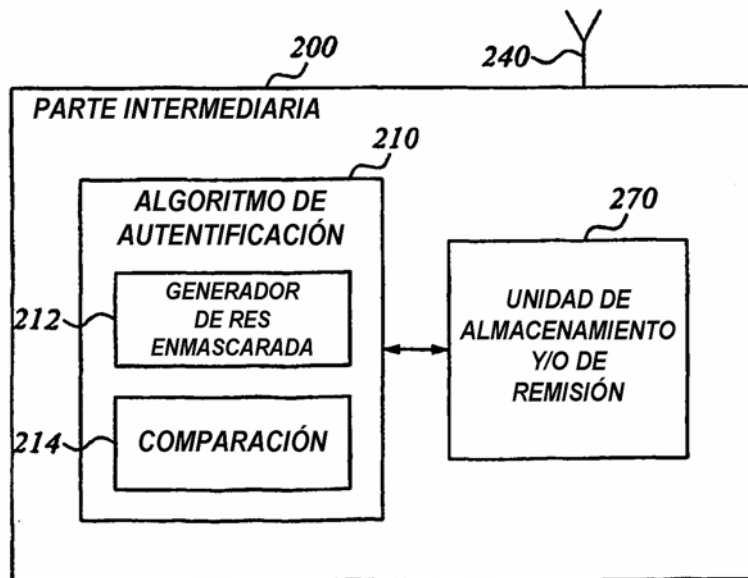 200
240
PARTE INTERMEDIARIA
210
ALGORITMO DE
AUTENTIFICACIÓN
270
212
GENERADOR
DE RES
ENMASCARADA
UNIDAD DE
ALMACENAMIENTO
Y/O DE
REMISIÓN
214
COMPARACIÓN